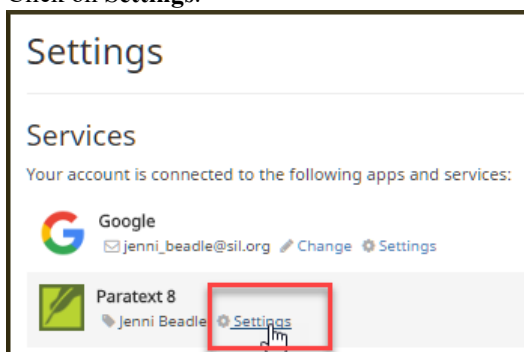 Click on Settings.
Settings
Services
Your account is connected to the following apps and services:
Google
jenni_beadle@sil.org Change Settings
Paratext 8
Jenni Beadle Settings